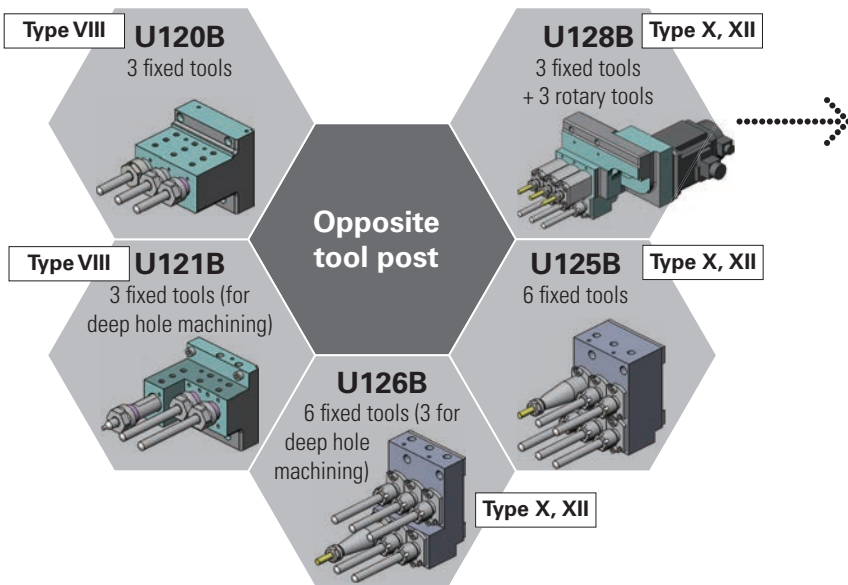 Type VIII
U120B
3 fixed tools
U128B
Type X, XII
3 fixed tools
+ 3 rotary tools
Opposite
tool post
Type VIII
U121B
3 fixed tools (for
deep hole machining)
U125B
Type X, XII
6 fixed tools
U126B
6 fixed tools (3 for
deep hole
machining)
Type X, XII